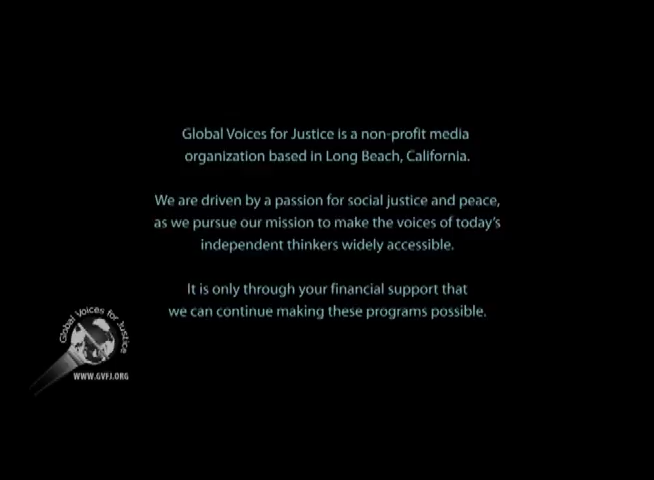 Global Voices for Justice is a non-profit media
organization based in Long Beach, California.
We are driven by a passion for social justice and peace,
as we pursue our mission to make the voices of today's
independent thinkers widely accessible.
It is only through your financial support that
we can continue making these programs possible.
Global Voices for Justice
WWW.GVFJ.ORG